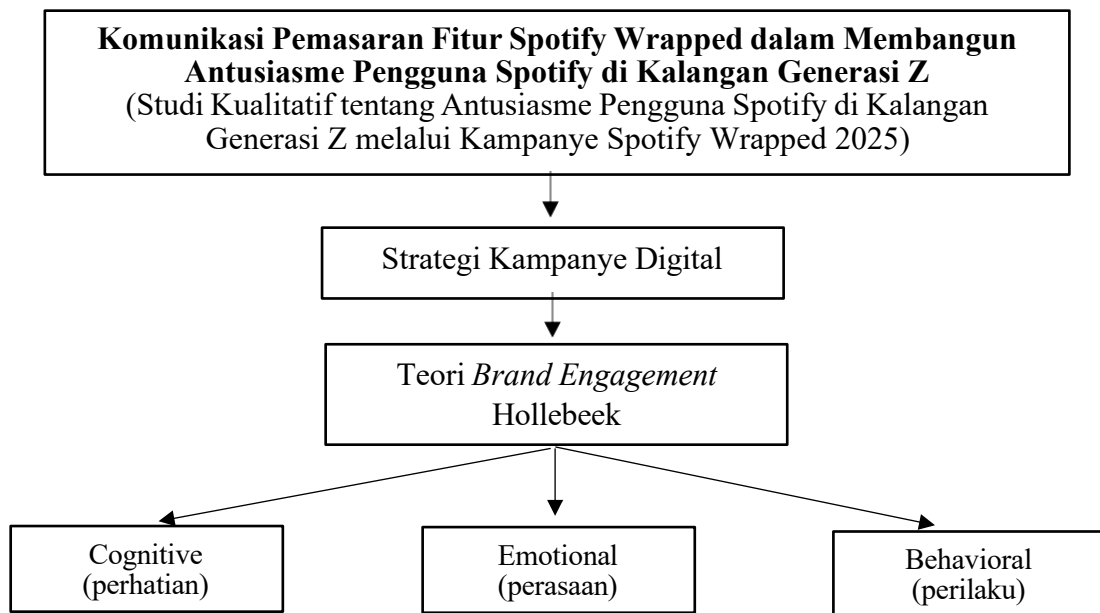 Komunikasi Pemasaran Fitur Spotify Wrapped dalam Membangun
Antusiasme Pengguna Spotify di Kalangan Generasi Z
(Studi Kualitatif tentang Antusiasme Pengguna Spotify di Kalangan
Generasi Z melalui Kampanye Spotify Wrapped 2025)
Strategi Kampanye Digital
Teori Brand Engagement
Hollebeek
Cognitive
(perhatian)
Emotional
(perasaan)
Behavioral
(perilaku)